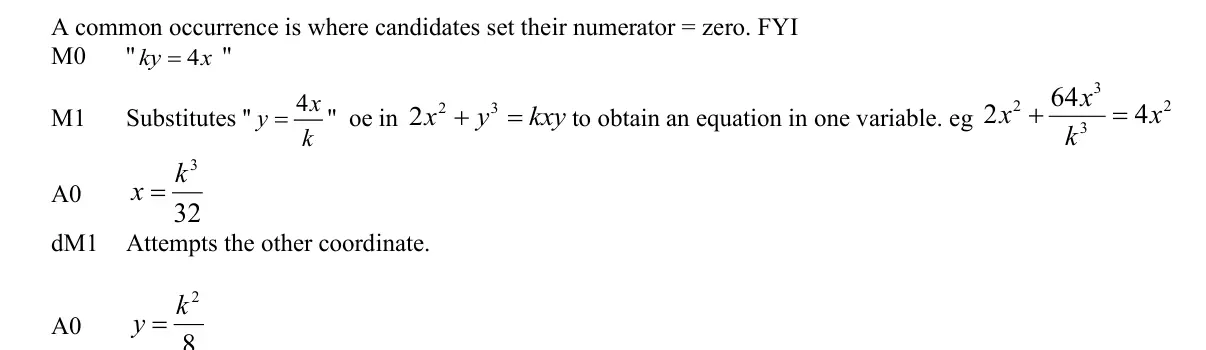 A common occurrence is where candidates set their numerator = zero. FYI
M0 " ky = 4x "
M1 Substitutes " y = 4x/k " oe in 2x² + y³ = kxy to obtain an equation in one variable. eg 2x² + 64x³/k³ = 4x²
A0 x = k³/32
dM1 Attempts the other coordinate.
A0 y = k²/8